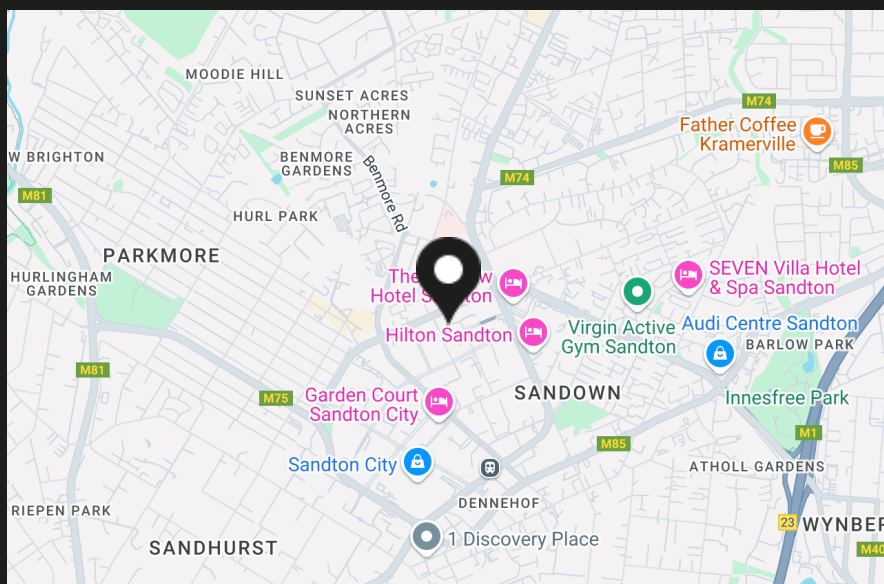 MOODIE HILL
SUNSET ACRES
NORTHERN
ACRES
M74
Father Coffee
Kramerville
W BRIGHTON
BENMORE
GARDENS
Benmore Rd
M74
M85
M81
HURL PARK
PARKMORE
HURLINGHAM
GARDENS
The
Hotel
SEVEN Villa Hotel
& Spa Sandton
Hilton Sandton
Virgin Active
Gym Sandton
Audi Centre Sandton
BARLOW PARK
M81
M75
Garden Court
Sandton City
SANDOWN
Innesfree Park
M1
M85
Sandton City
ATHOLL GARDENS
DENNEHOF
RIEPEN PARK
23
WYNBER
SANDHURST
1 Discovery Place
M40